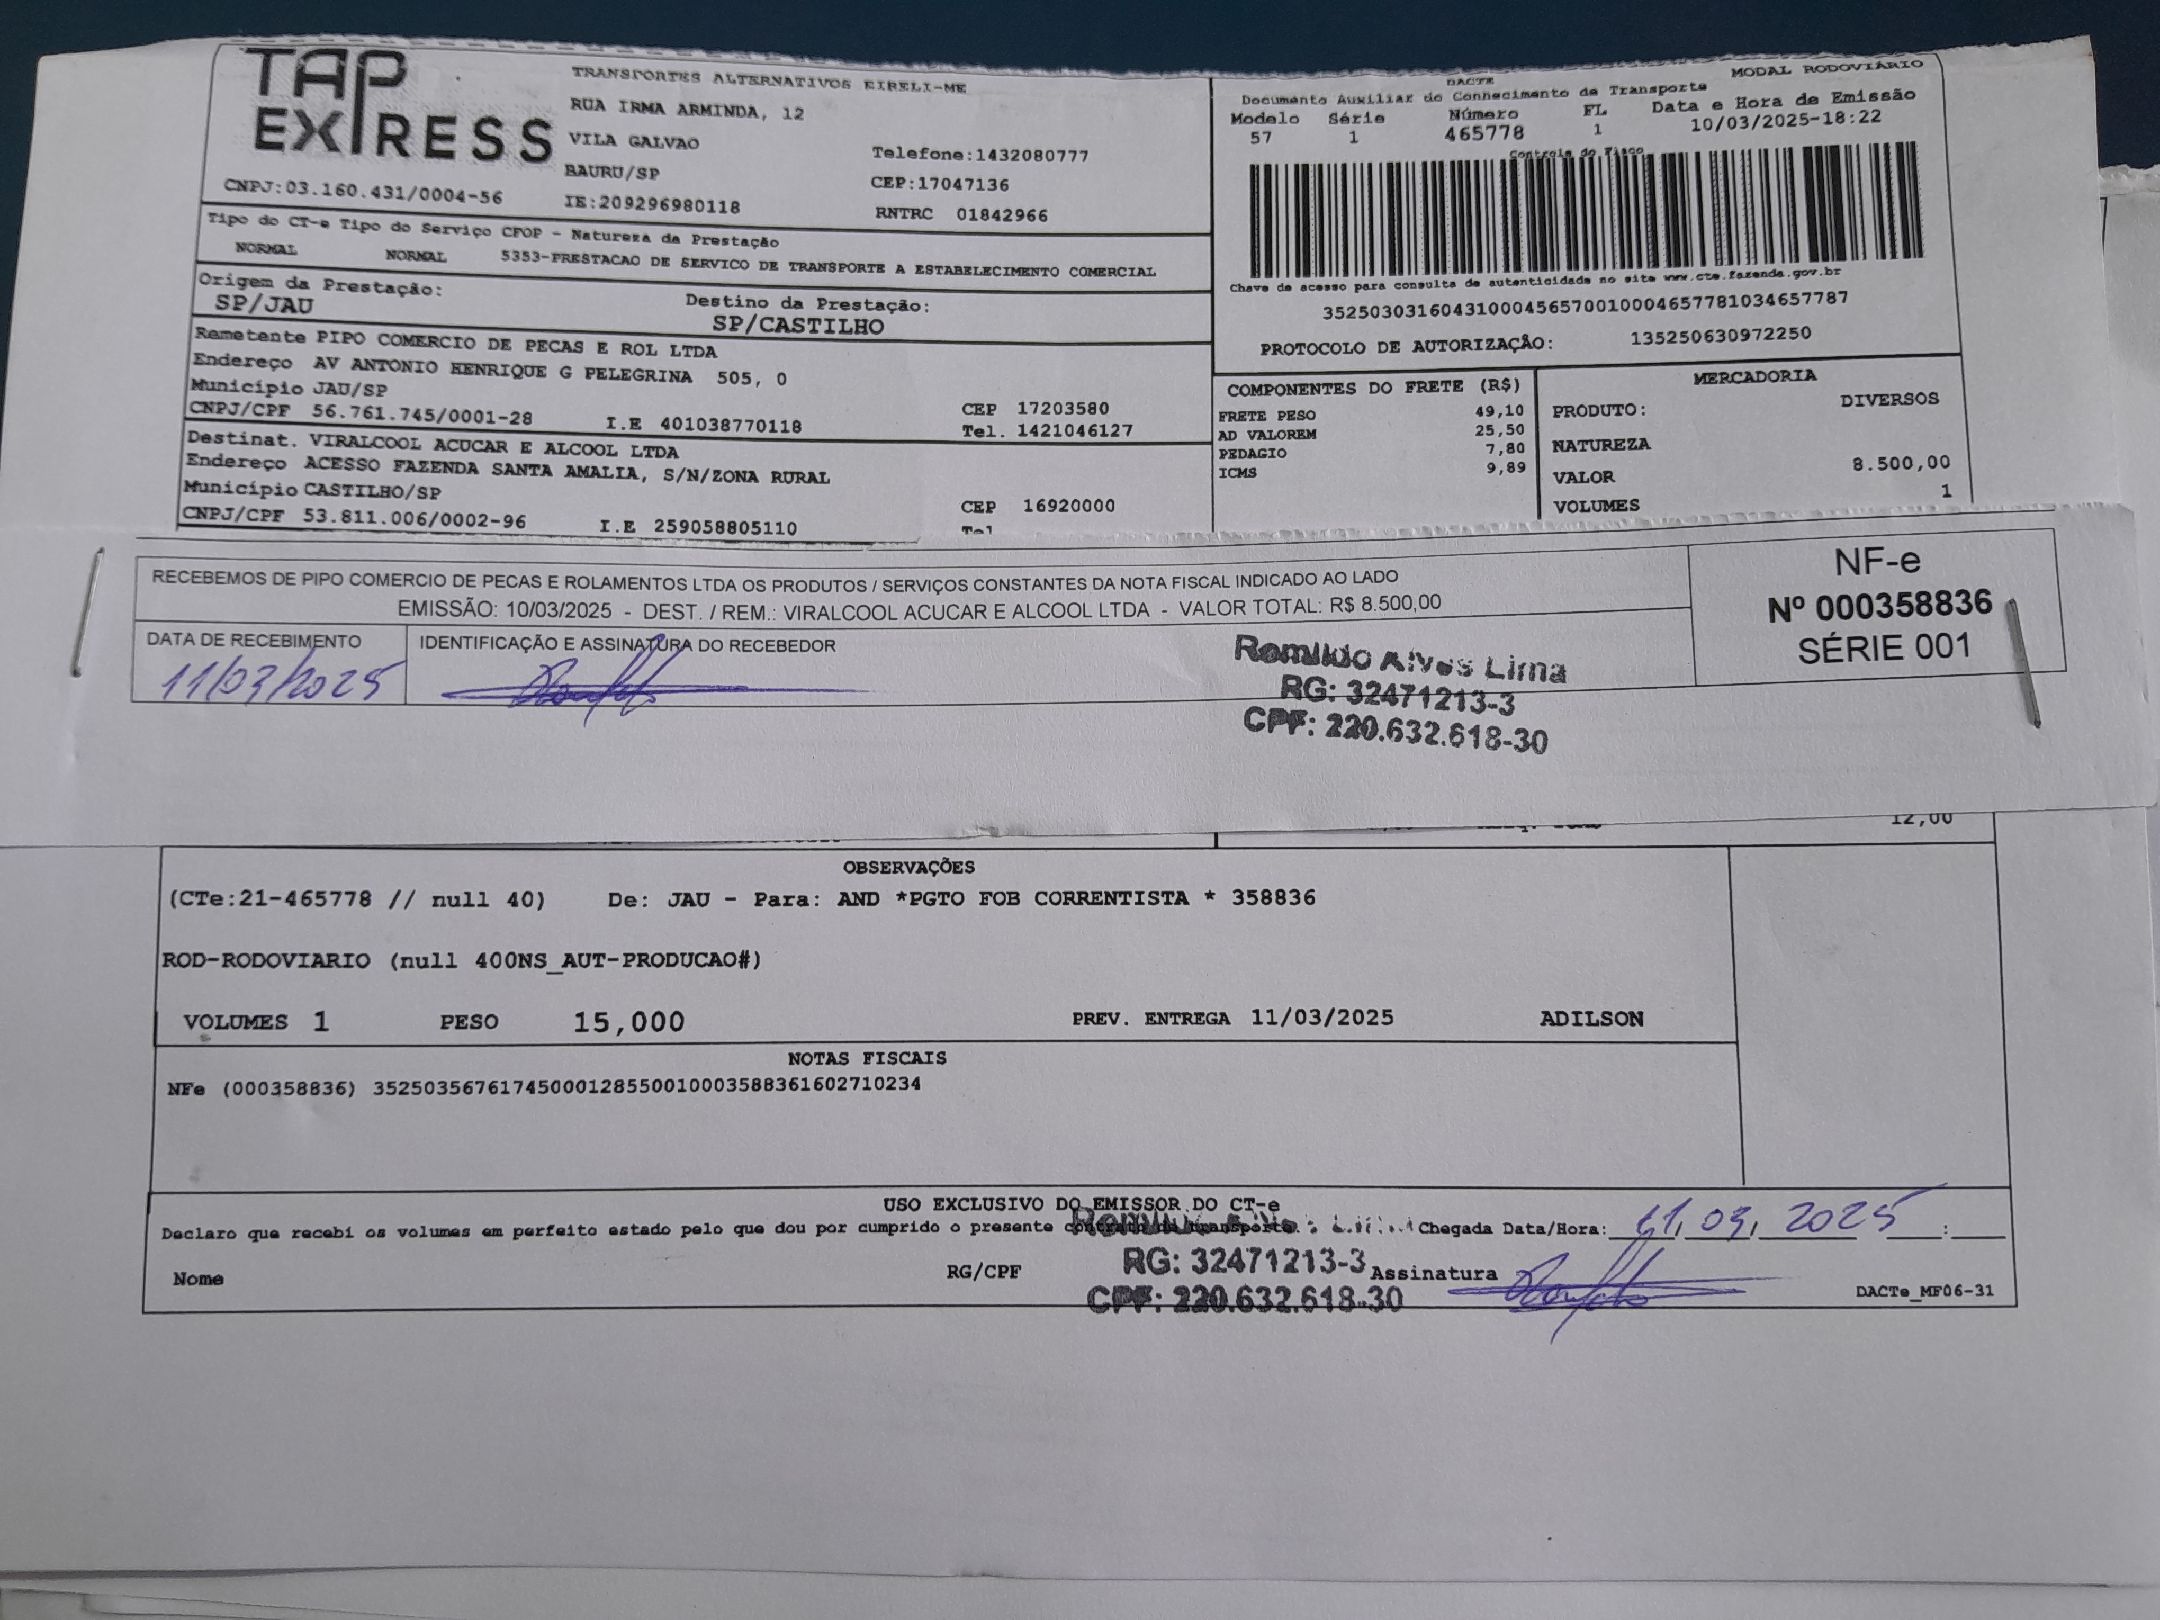 TAP EXPRESS
TRANSPORTES ALTERNATIVOS EIRELI-ME
RUA IRMA ARMINDA, 12
VILA GALVAO
Telefone:1432080777
BAURU/SP
CEP:17047136
CNPJ:03.160.431/0004-56
IE:209296980118
RNTRC 01842966
DACTE
MODAL RODOVIÁRIO
Documento Auxiliar do Conhecimento de Transporte
Modelo Série Número FL Data e Hora de Emissão
57 1 465778 1 10/03/2025-18:22
Controle do Fisco
Chave de acesso para consulta de autenticidade no site www.cte.fazenda.gov.br
35250303160431000456570010004657781034657787
PROTOCOLO DE AUTORIZAÇÃO: 135250630972250
Tipo do CT-e Tipo do Serviço CFOP - Natureza da Prestação
NORMAL NORMAL 5353-PRESTACAO DE SERVICO DE TRANSPORTE A ESTABELECIMENTO COMERCIAL
Origem da Prestação: Destino da Prestação:
SP/JAU SP/CASTILHO
Remetente PIPO COMERCIO DE PECAS E ROL LTDA
Endereço AV ANTONIO HENRIQUE G PELEGRINA 505, 0
Município JAU/SP CEP 17203580
CNPJ/CPF 56.761.745/0001-28 I.E 401038770118 Tel. 1421046127
Destinat. VIRALCOOL ACUCAR E ALCOOL LTDA
Endereço ACESSO FAZENDA SANTA AMALIA, S/N/ZONA RURAL
Município CASTILHO/SP CEP 16920000
CNPJ/CPF 53.811.006/0002-96 I.E 259058805110 Tel
COMPONENTES DO FRETE (R$)
FRETE PESO 49,10
AD VALOREM 25,50
PEDAGIO 7,80
ICMS 9,89
MERCADORIA
PRODUTO: DIVERSOS
NATUREZA
VALOR 8.500,00
VOLUMES 1
RECEBEMOS DE PIPO COMERCIO DE PECAS E ROLAMENTOS LTDA OS PRODUTOS / SERVIÇOS CONSTANTES DA NOTA FISCAL INDICADO AO LADO
EMISSÃO: 10/03/2025 - DEST. / REM.: VIRALCOOL ACUCAR E ALCOOL LTDA - VALOR TOTAL: R$ 8.500,00
NF-e
Nº 000358836
SÉRIE 001
DATA DE RECEBIMENTO
11/03/2025
IDENTIFICAÇÃO E ASSINATURA DO RECEBEDOR
Romildo Alves Lima
RG: 32471213-3
CPF: 220.632.618-30
12,00
OBSERVAÇÕES
(CTe:21-465778 // null 40) De: JAU - Para: AND *PGTO FOB CORRENTISTA * 358836
ROD-RODOVIARIO (null 400NS_AUT-PRODUCAO#)
VOLUMES 1 PESO 15,000 PREV. ENTREGA 11/03/2025 ADILSON
NOTAS FISCAIS
NFe (000358836) 35250356761745000128550010003588361602710234
USO EXCLUSIVO DO EMISSOR DO CT-e
Declaro que recebi os volumes em perfeito estado pelo que dou por cumprido o presente contrato de transporte. Chegada Data/Hora: 11, 03, 2025 :
RG: 32471213-3
Nome RG/CPF Assinatura
CPF: 220.632.618-30
DACTe_MF06-31